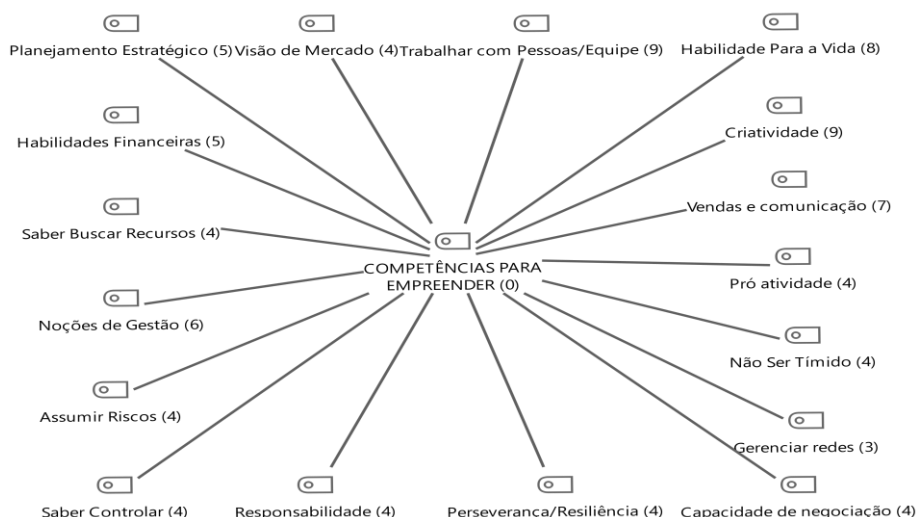 Planejamento Estratégico (5)
Visão de Mercado (4)
Trabalhar com Pessoas/Equipe (9)
Habilidade Para a Vida (8)
Habilidades Financeiras (5)
Criatividade (9)
Saber Buscar Recursos (4)
Vendas e comunicação (7)
COMPETÊNCIAS PARA
EMPREENDER (0)
Pró atividade (4)
Noções de Gestão (6)
Não Ser Tímido (4)
Assumir Riscos (4)
Gerenciar redes (3)
Saber Controlar (4)
Responsabilidade (4)
Perseverança/Resiliência (4)
Capacidade de negociação (4)